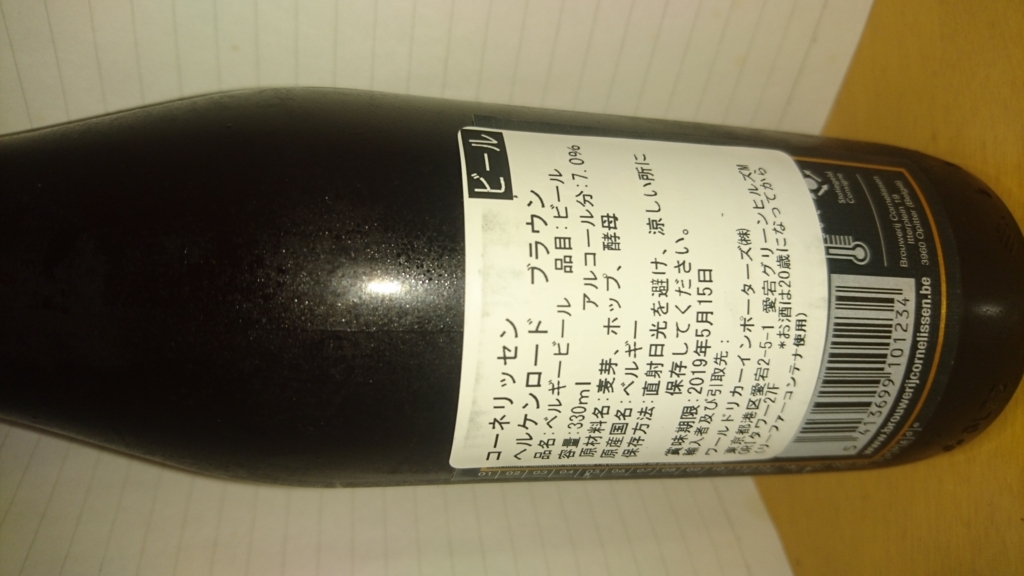 ビール
コーネリッセン
ヘルケンロード ブラウン
品名:ベルギービール 品目:ビール
容量:330ml アルコール分:7.0%
原材料名:麦芽、ホップ、酵母
原産国名:ベルギー
保存方法:直射日光を避け、涼しい所に
保存してください。
賞味期限:2019年5月15日
輸入者及び引取先:
ワールドリカーインポーターズ㈱
東京都港区愛宕2-5-1 愛宕グリーンヒルズM
ORIタワー2/F *お酒は20歳になってから
(リーファーコンテナ使用)
Brouwerij Cornelissen
3960 Opitter
5 413699 101234
www.brouwerijcornelissen.be